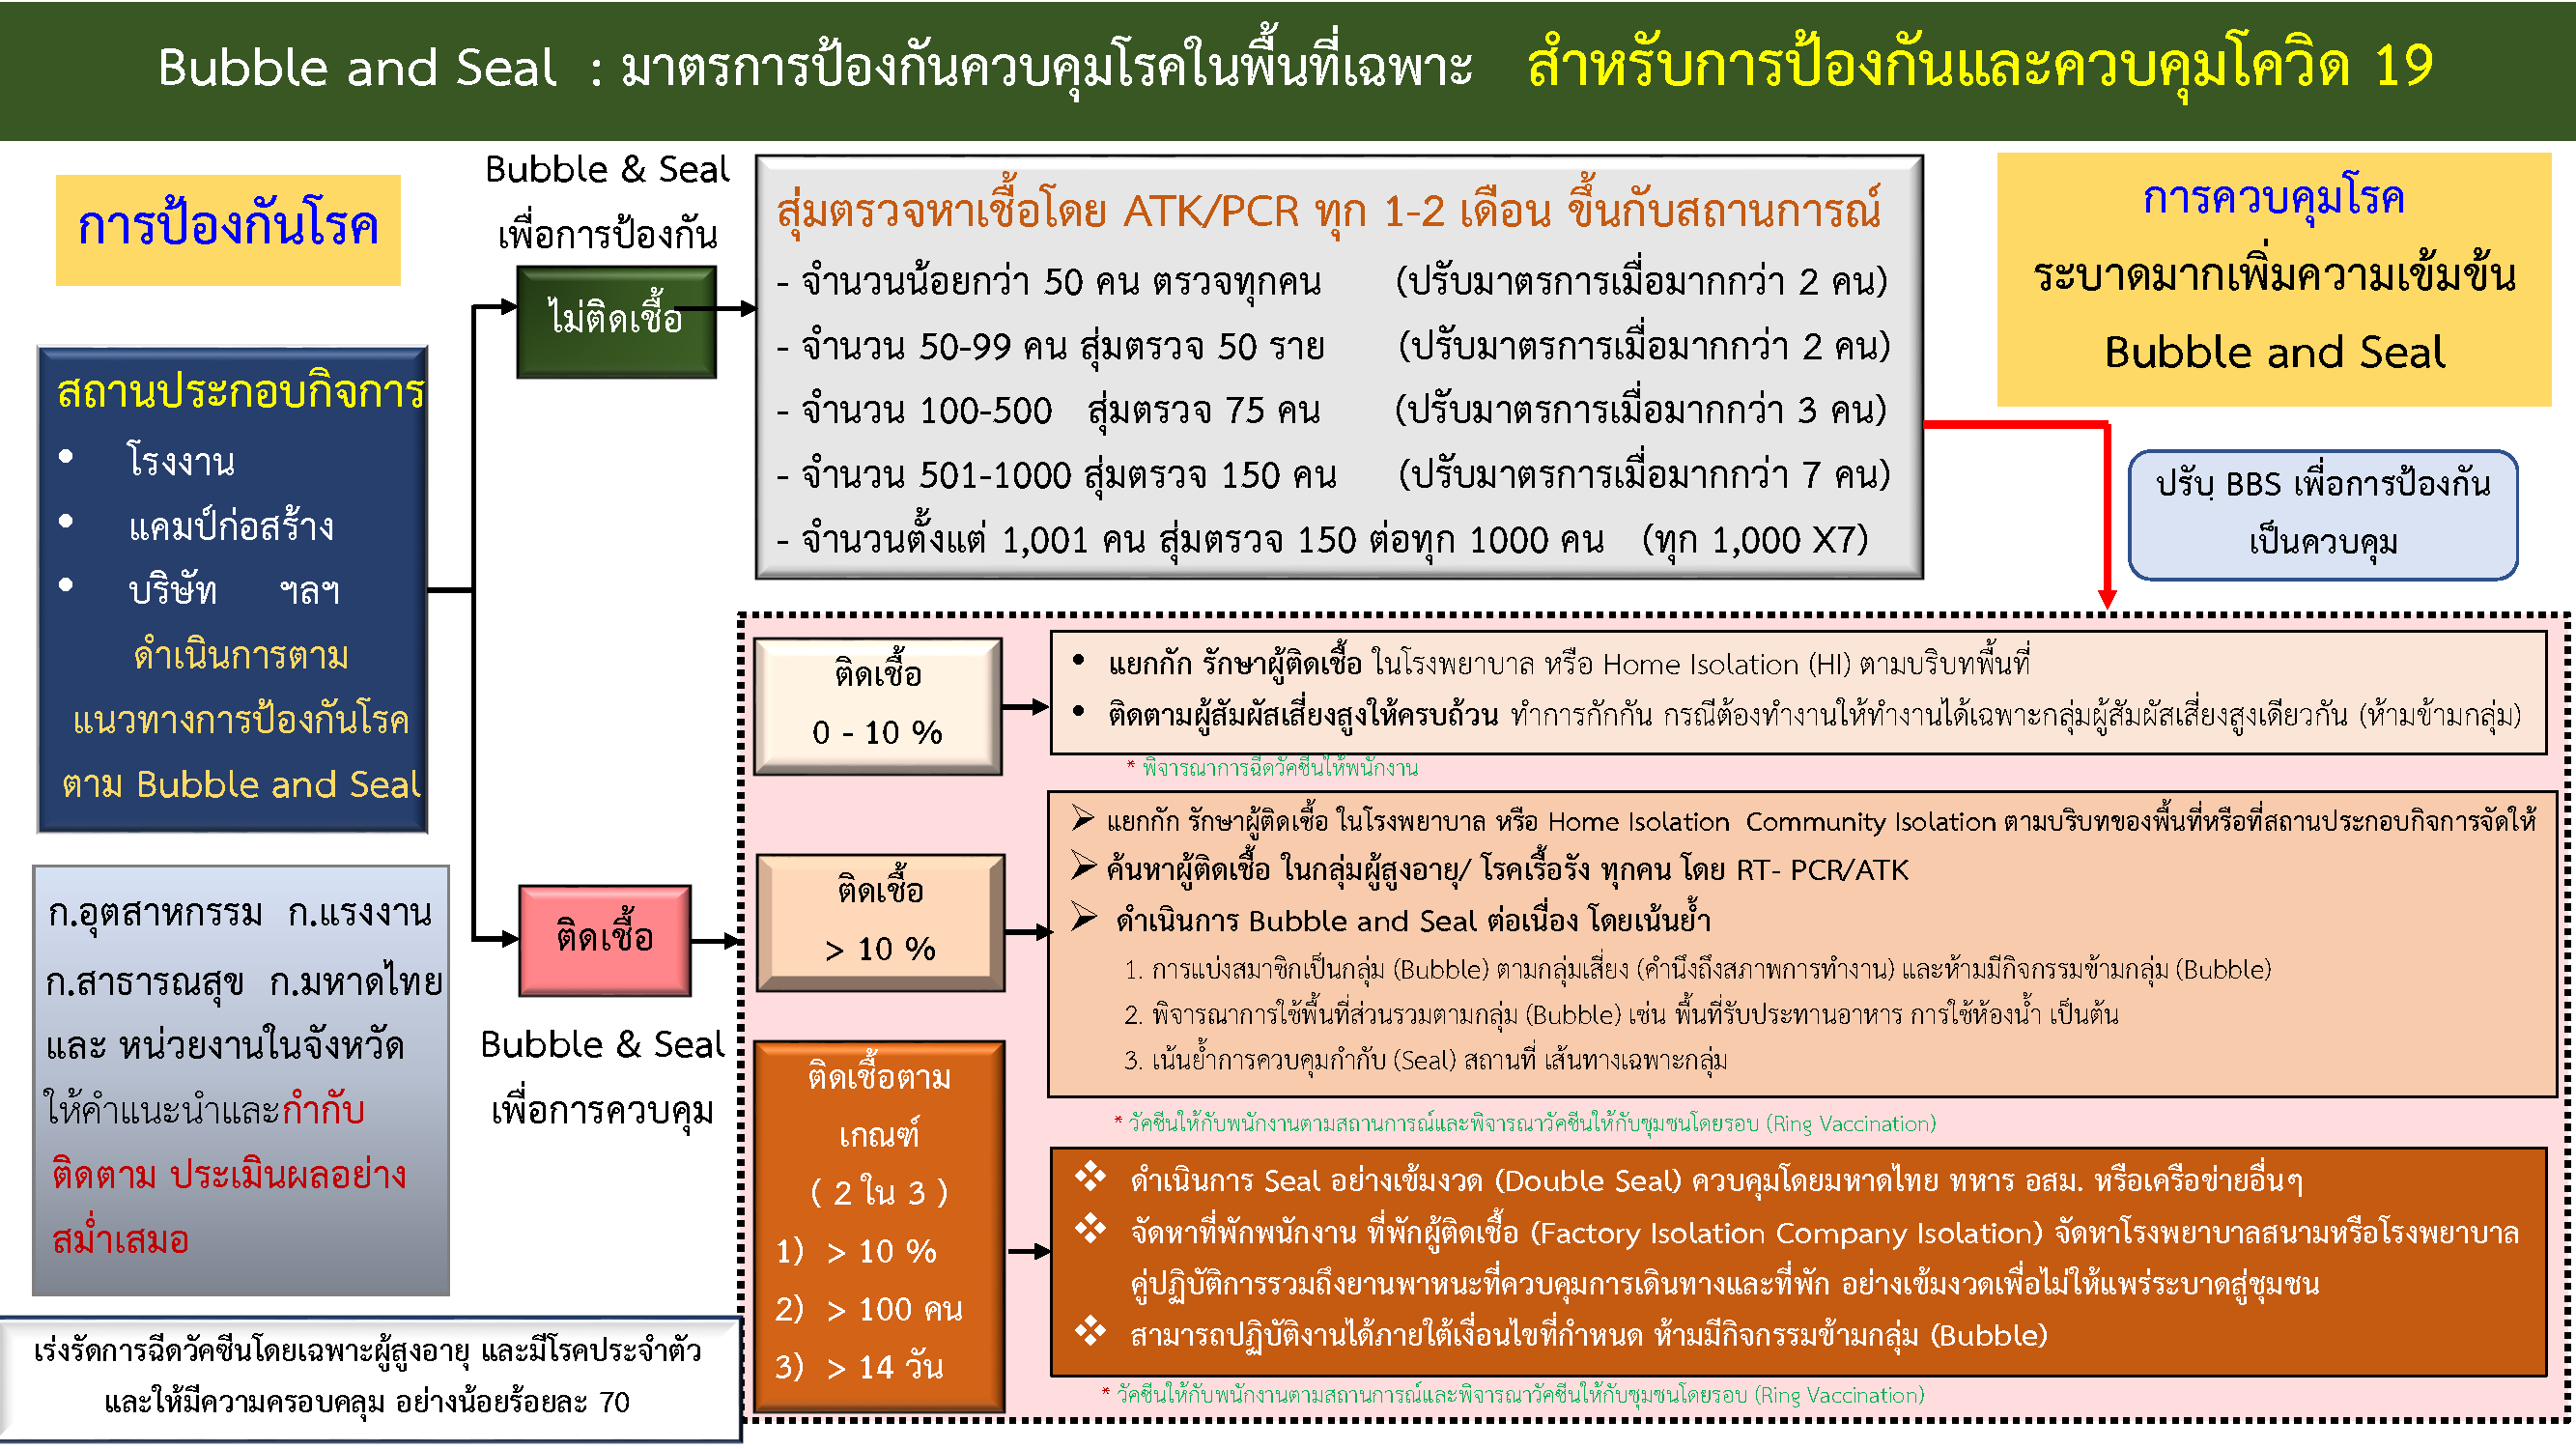 Bubble and Seal : มาตรการป้องกันควบคุมโรคในพื้นที่เฉพาะ สำหรับการป้องกันและควบคุมโควิด 19
การป้องกันโรค
สถานประกอบกิจการ
• โรงงาน
• แคมป์ก่อสร้าง
• บริษัท ฯลฯ
ดำเนินการตาม
แนวทางการป้องกันโรค
ตาม Bubble and Seal
ก.อุตสาหกรรม ก.แรงงาน
ก.สาธารณสุข ก.มหาดไทย
และ หน่วยงานในจังหวัด
ให้คำแนะนำและกำกับ
ติดตาม ประเมินผลอย่าง
สม่ำเสมอ
เร่งรัดการฉีดวัคซีนโดยเฉพาะผู้สูงอายุ และมีโรคประจำตัว
และให้มีความครอบคลุม อย่างน้อยร้อยละ 70
Bubble & Seal
เพื่อการป้องกัน
ไม่ติดเชื้อ
สุ่มตรวจหาเชื้อโดย ATK/PCR ทุก 1-2 เดือน ขึ้นกับสถานการณ์
- จำนวนน้อยกว่า 50 คน ตรวจทุกคน (ปรับมาตรการเมื่อมากกว่า 2 คน)
- จำนวน 50-99 คน สุ่มตรวจ 50 ราย (ปรับมาตรการเมื่อมากกว่า 2 คน)
- จำนวน 100-500 สุ่มตรวจ 75 คน (ปรับมาตรการเมื่อมากกว่า 3 คน)
- จำนวน 501-1000 สุ่มตรวจ 150 คน (ปรับมาตรการเมื่อมากกว่า 7 คน)
- จำนวนตั้งแต่ 1,001 คน สุ่มตรวจ 150 ต่อทุก 1000 คน (ทุก 1,000 X7)
การควบคุมโรค
ระบาดมากเพิ่มความเข้มข้น
Bubble and Seal
ปรับฺ BBS เพื่อการป้องกัน
เป็นควบคุม
ติดเชื้อ
Bubble & Seal
เพื่อการควบคุม
ติดเชื้อ
0 - 10 %
• แยกกัก รักษาผู้ติดเชื้อ ในโรงพยาบาล หรือ Home Isolation (HI) ตามบริบทพื้นที่
• ติดตามผู้สัมผัสเสี่ยงสูงให้ครบถ้วน ทำการกักกัน กรณีต้องทำงานให้ทำงานได้เฉพาะกลุ่มผู้สัมผัสเสี่ยงสูงเดียวกัน (ห้ามข้ามกลุ่ม)
* พิจารณาการฉีดวัคซีนให้พนักงาน
ติดเชื้อ
> 10 %
➢ แยกกัก รักษาผู้ติดเชื้อ ในโรงพยาบาล หรือ Home Isolation Community Isolation ตามบริบทของพื้นที่หรือที่สถานประกอบกิจการจัดให้
➢ ค้นหาผู้ติดเชื้อ ในกลุ่มผู้สูงอายุ/ โรคเรื้อรัง ทุกคน โดย RT- PCR/ATK
➢ ดำเนินการ Bubble and Seal ต่อเนื่อง โดยเน้นย้ำ
1. การแบ่งสมาชิกเป็นกลุ่ม (Bubble) ตามกลุ่มเสี่ยง (คำนึงถึงสภาพการทำงาน) และห้ามมีกิจกรรมข้ามกลุ่ม (Bubble)
2. พิจารณาการใช้พื้นที่ส่วนรวมตามกลุ่ม (Bubble) เช่น พื้นที่รับประทานอาหาร การใช้ห้องน้ำ เป็นต้น
3. เน้นย้ำการควบคุมกำกับ (Seal) สถานที่ เส้นทางเฉพาะกลุ่ม
* วัคซีนให้กับพนักงานตามสถานการณ์และพิจารณาวัคซีนให้กับชุมชนโดยรอบ (Ring Vaccination)
ติดเชื้อตาม
เกณฑ์
( 2 ใน 3 )
1) > 10 %
2) > 100 คน
3) > 14 วัน
❖ ดำเนินการ Seal อย่างเข้มงวด (Double Seal) ควบคุมโดยมหาดไทย ทหาร อสม. หรือเครือข่ายอื่นๆ
❖ จัดหาที่พักพนักงาน ที่พักผู้ติดเชื้อ (Factory Isolation Company Isolation) จัดหาโรงพยาบาลสนามหรือโรงพยาบาล
คู่ปฏิบัติการรวมถึงยานพาหนะที่ควบคุมการเดินทางและที่พัก อย่างเข้มงวดเพื่อไม่ให้แพร่ระบาดสู่ชุมชน
❖ สามารถปฏิบัติงานได้ภายใต้เงื่อนไขที่กำหนด ห้ามมีกิจกรรมข้ามกลุ่ม (Bubble)
* วัคซีนให้กับพนักงานตามสถานการณ์และพิจารณาวัคซีนให้กับชุมชนโดยรอบ (Ring Vaccination)